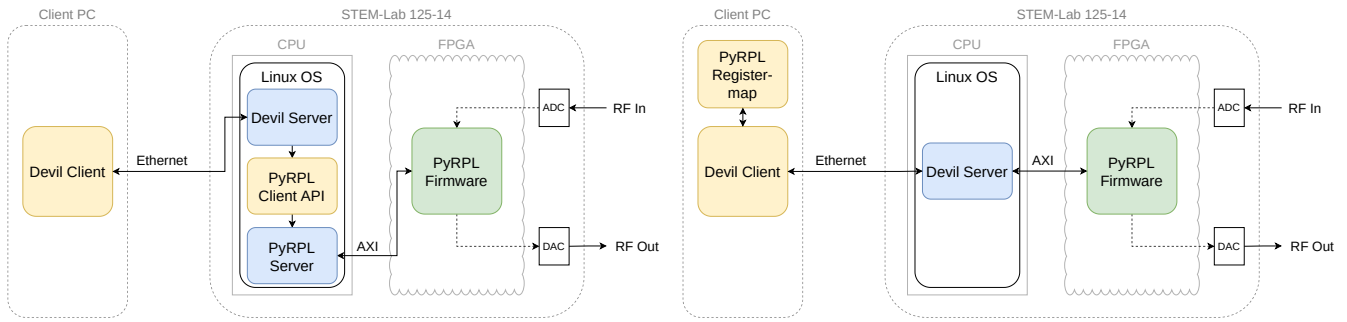 Client PC
STEM-Lab 125-14
CPU
FPGA
Linux OS
Devil Server
ADC
RF In
Devil Client
Ethernet
PyRPL
Client API
PyRPL
Firmware
PyRPL
Server
AXI
DAC
RF Out
Client PC
STEM-Lab 125-14
CPU
FPGA
PyRPL
Register-
map
Linux OS
ADC
RF In
Devil Client
Ethernet
Devil Server
AXI
PyRPL
Firmware
DAC
RF Out